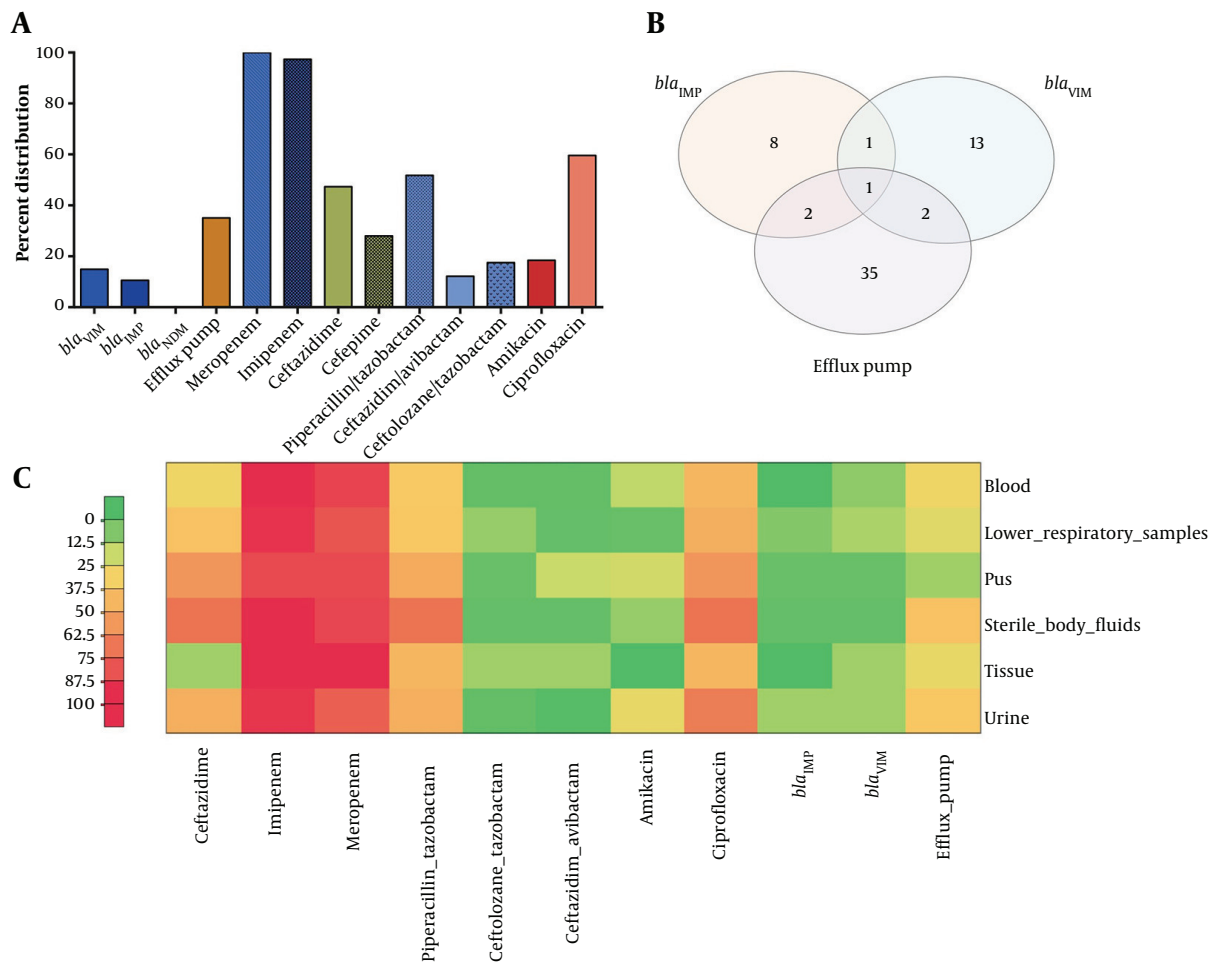 A
Percent distribution
100
80
60
40
20
0
blaVIM
blaIMP
blaNDM
Efflux pump
Meropenem
Imipenem
Ceftazidime
Cefepime
Piperacillin/tazobactam
Ceftazidim/avibactam
Ceftolozane/tazobactam
Amikacin
Ciprofloxacin
B
blaIMP
blaVIM
8
1
13
1
2
2
35
Efflux pump
C
0
12.5
25
37.5
50
62.5
75
87.5
100
Blood
Lower_respiratory_samples
Pus
Sterile_body_fluids
Tissue
Urine
Ceftazidime
Imipenem
Meropenem
Piperacillin_tazobactam
Ceftolozane_tazobactam
Ceftazidim_avibactam
Amikacin
Ciprofloxacin
blaIMP
blaVIM
Efflux_pump